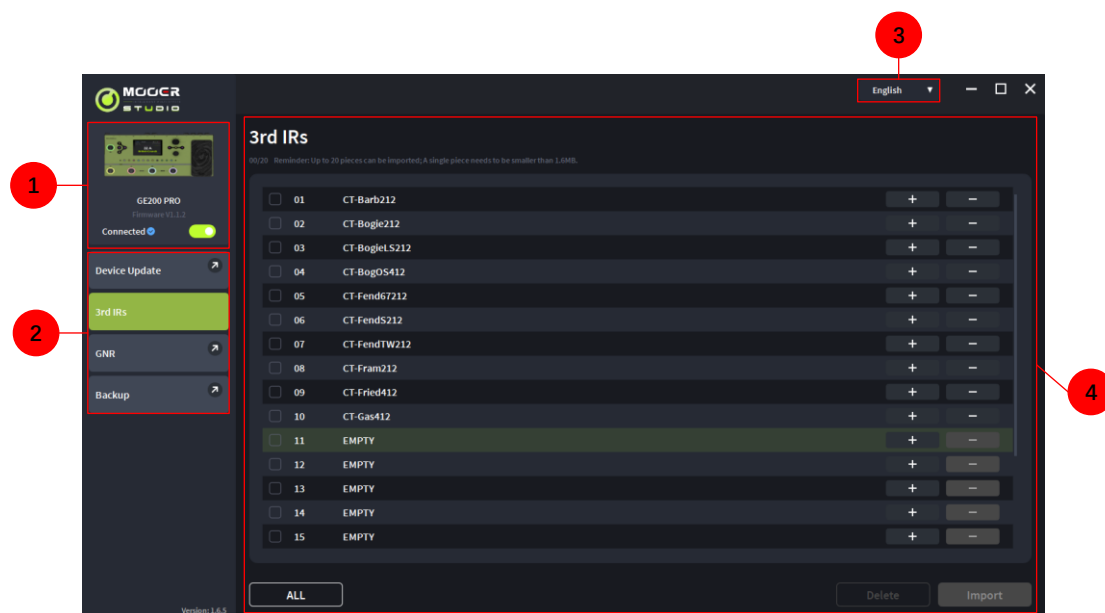 3
MOOER
STUDIO
English ▼
1
GE200 PRO
Firmware V1.1.2
Connected
2
Device Update
3rd IRs
GNR
Backup
Version: 1.6.5
3rd IRs
00/20 Reminder: Up to 20 pieces can be imported; A single piece needs to be smaller than 1.6MB.
01 CT-Barb212 + −
02 CT-Bogie212 + −
03 CT-BogieLS212 + −
04 CT-BogOS412 + −
05 CT-Fend67212 + −
06 CT-FendS212 + −
07 CT-FendTW212 + −
08 CT-Fram212 + −
09 CT-Fried412 + −
10 CT-Gas412 + −
11 EMPTY + −
12 EMPTY + −
13 EMPTY + −
14 EMPTY + −
15 EMPTY + −
ALL Delete Import
4